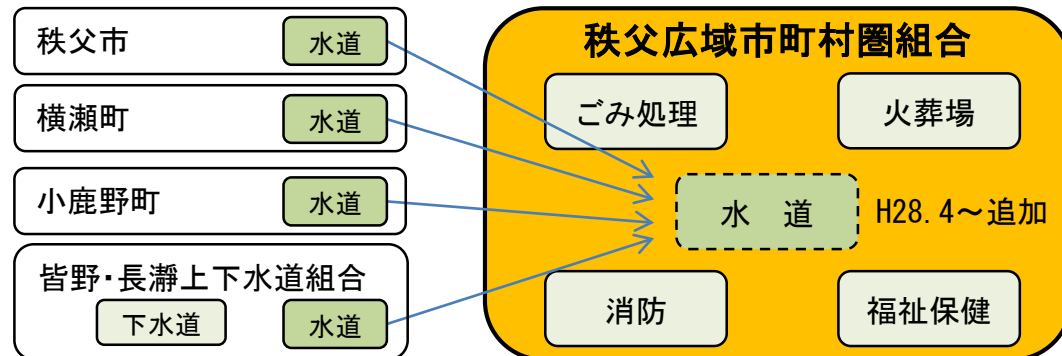 秩父市 水道
横瀬町 水道
小鹿野町 水道
皆野・長瀞上下水道組合
下水道 水道
秩父広域市町村圏組合
ごみ処理 火葬場
水　道 H28.4～追加
消防 福祉保健